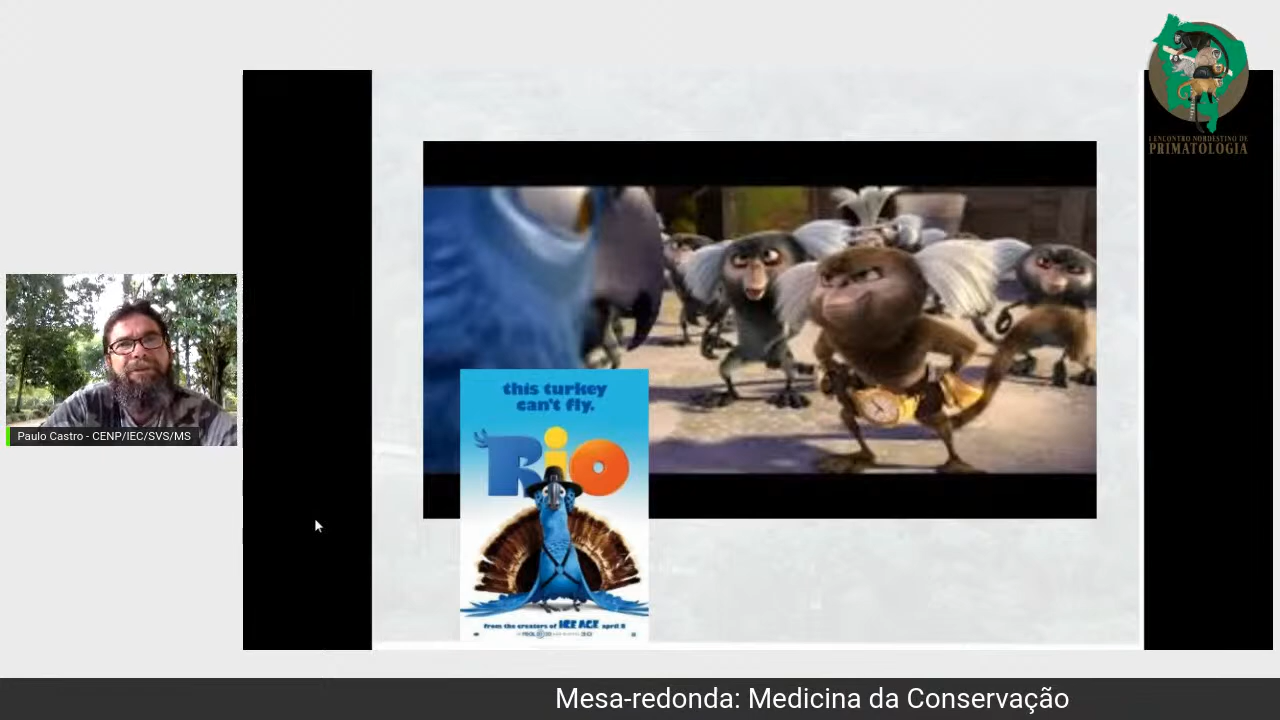 I ENCONTRO NORDESTINO DE
PRIMATOLOGIA
this turkey
can't fly.
Rio
from the creators of ICE AGE april 8
Paulo Castro - CENP/IEC/SVS/MS
Mesa-redonda: Medicina da Conservação